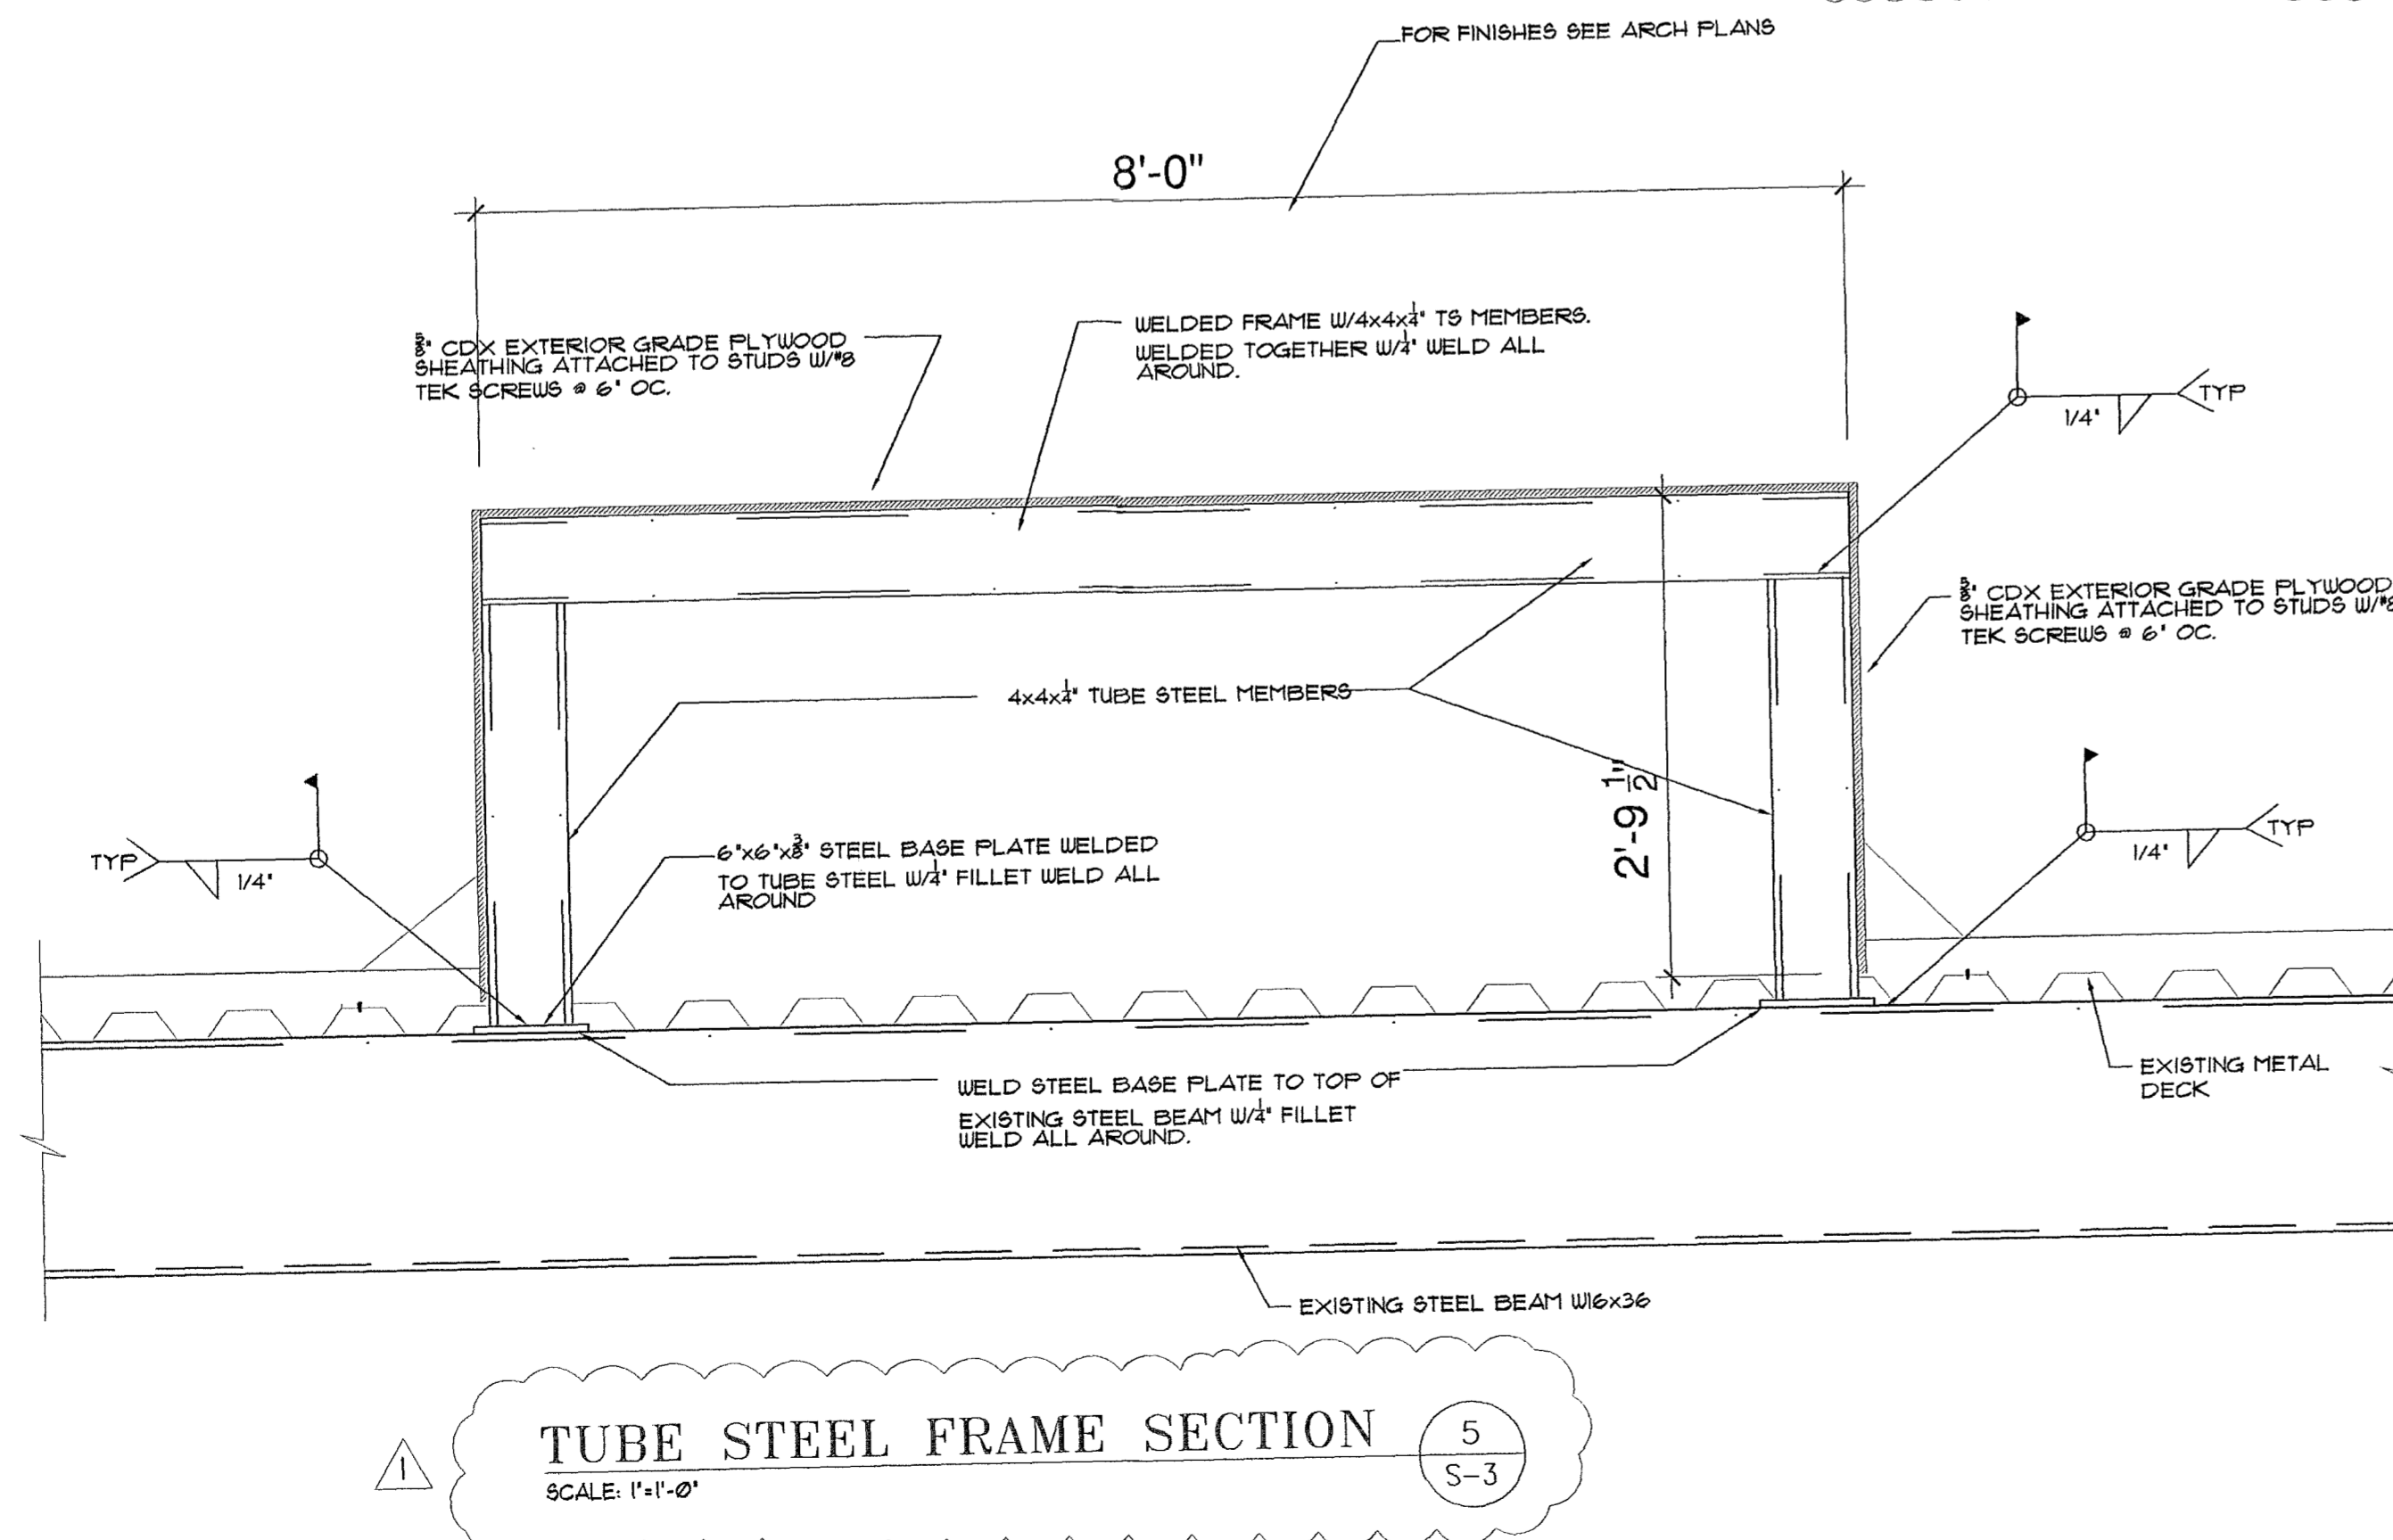 FOR FINISHES SEE ARCH PLANS
8'-0"
5/8" CDX EXTERIOR GRADE PLYWOOD
SHEATHING ATTACHED TO STUDS W/#8
TEK SCREWS @ 6" OC.
WELDED FRAME W/4x4x1/4" TS MEMBERS.
WELDED TOGETHER W/1/4" WELD ALL
AROUND.
1/4"
TYP
5/8" CDX EXTERIOR GRADE PLYWOOD
SHEATHING ATTACHED TO STUDS W/#8
TEK SCREWS @ 6" OC.
4x4x1/4" TUBE STEEL MEMBERS
2'-9 1/2"
TYP
1/4"
6"x6"x3/8" STEEL BASE PLATE WELDED
TO TUBE STEEL W/1/4" FILLET WELD ALL
AROUND
1/4"
TYP
WELD STEEL BASE PLATE TO TOP OF
EXISTING STEEL BEAM W/1/4" FILLET
WELD ALL AROUND.
EXISTING METAL
DECK
EXISTING STEEL BEAM W16x36
1
TUBE STEEL FRAME SECTION
SCALE: 1"=1'-0"
5
S-3